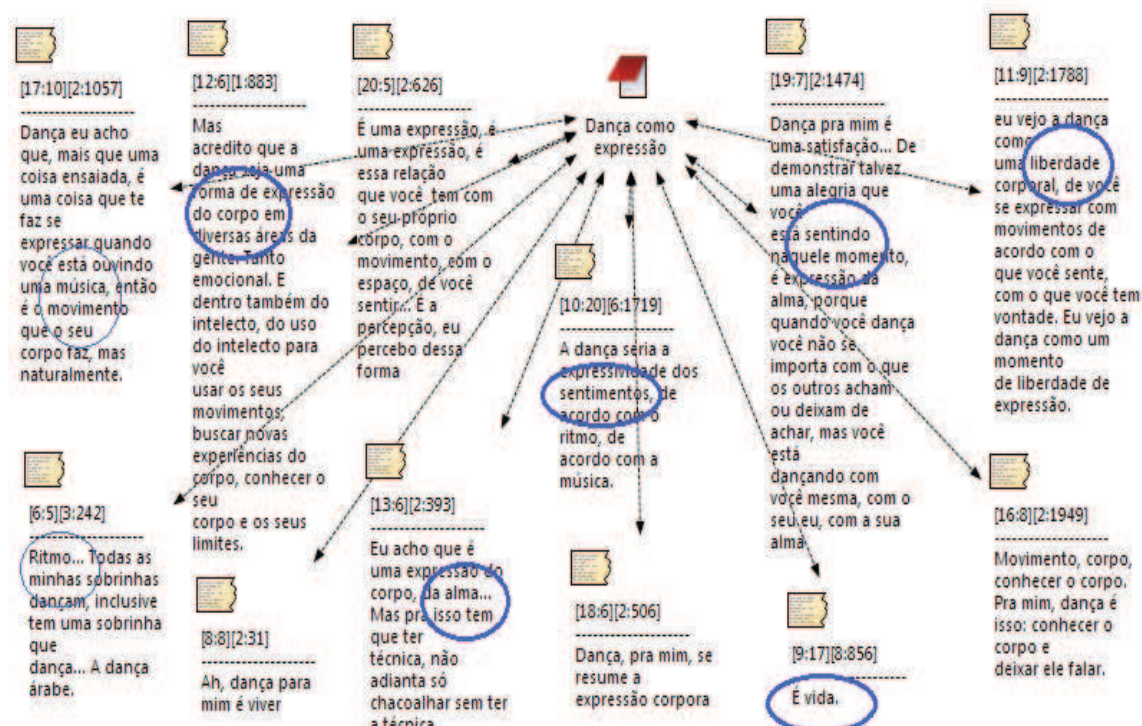 [17:10][2:1057]
--------------------
Dança eu acho
que, mais que uma
coisa ensaiada, é
uma coisa que te
faz se
expressar quando
você está ouvindo
uma música, então
é o movimento
que o seu
corpo faz, mas
naturalmente.
[12:6][1:883]
--------------------
Mas
acredito que a
dança seja uma
forma de expressão
do corpo em
diversas áreas da
gente. Tanto
emocional. E
dentro também do
intelecto, do uso
do intelecto para
você
usar os seus
movimentos,
buscar novas
experiências do
corpo, conhecer o
seu
corpo e os seus
limites.
[20:5][2:626]
--------------------
É uma expressão, é
uma expressão, é
essa relação
que você tem com
o seu próprio
corpo, com o
movimento, com o
espaço, de você
sentir... É a
percepção, eu
percebo dessa
forma
Dança como
expressão
[19:7][2:1474]
--------------------
Dança pra mim é
uma satisfação... De
demonstrar talvez
uma alegria que
você
está sentindo
naquele momento,
é expressão da
alma, porque
quando você dança
você não se
importa com o que
os outros acham
ou deixam de
achar, mas você
está
dançando com
você mesma, com o
seu eu, com a sua
alma
[11:9][2:1788]
--------------------
eu vejo a dança
como
uma liberdade
corporal, de você
se expressar com
movimentos de
acordo com o
que você sente,
com o que você tem
vontade. Eu vejo a
dança como um
momento
de liberdade de
expressão.
[10:20][6:1719]
--------------------
A dança seria a
expressividade dos
sentimentos, de
acordo com o
ritmo, de
acordo com a
música.
[6:5][3:242]
--------------------
Ritmo... Todas as
minhas sobrinhas
dançam, inclusive
tem uma sobrinha
que
dança... A dança
árabe.
[8:8][2:31]
--------------------
Ah, dança para
mim é viver
[13:6][2:393]
--------------------
Eu acho que é
uma expressão do
corpo, da alma...
Mas pra isso tem
que ter
técnica, não
adianta só
chacoalhar sem ter
a técnica
[18:6][2:506]
--------------------
Dança, pra mim, se
resume a
expressão corpora
[9:17][8:856]
--------------------
É vida.
[16:8][2:1949]
--------------------
Movimento, corpo,
conhecer o corpo.
Pra mim, dança é
isso: conhecer o
corpo e
deixar ele falar.